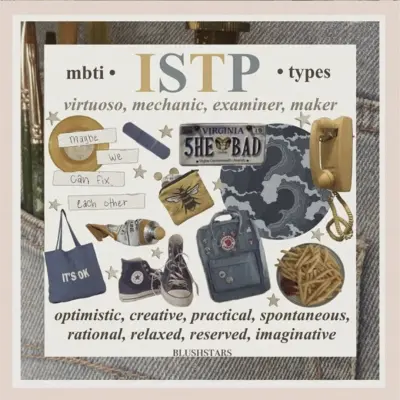 mbti • ISTP • types
virtuoso, mechanic, examiner, maker
maybe
we
can fix
each other
VIRGINIA
19
5HE BAD
IT'S OK
optimistic, creative, practical, spontaneous,
rational, relaxed, reserved, imaginative
BLUSHSTARS